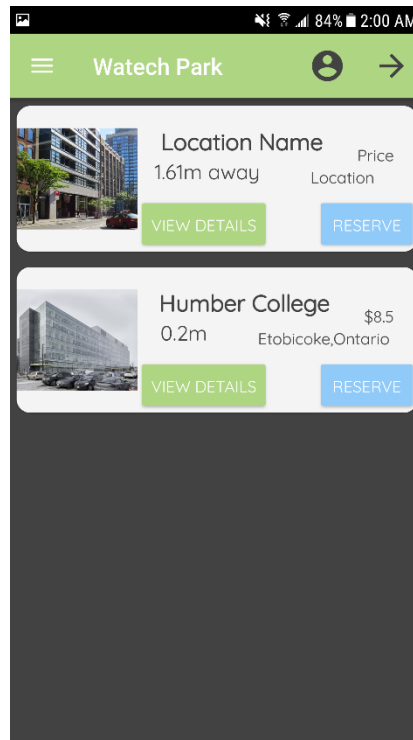 84% 2:00 AM
Watech Park
Location Name
Price
1.61m away
Location
VIEW DETAILS
RESERVE
Humber College
$8.5
0.2m
Etobicoke,Ontario
VIEW DETAILS
RESERVE